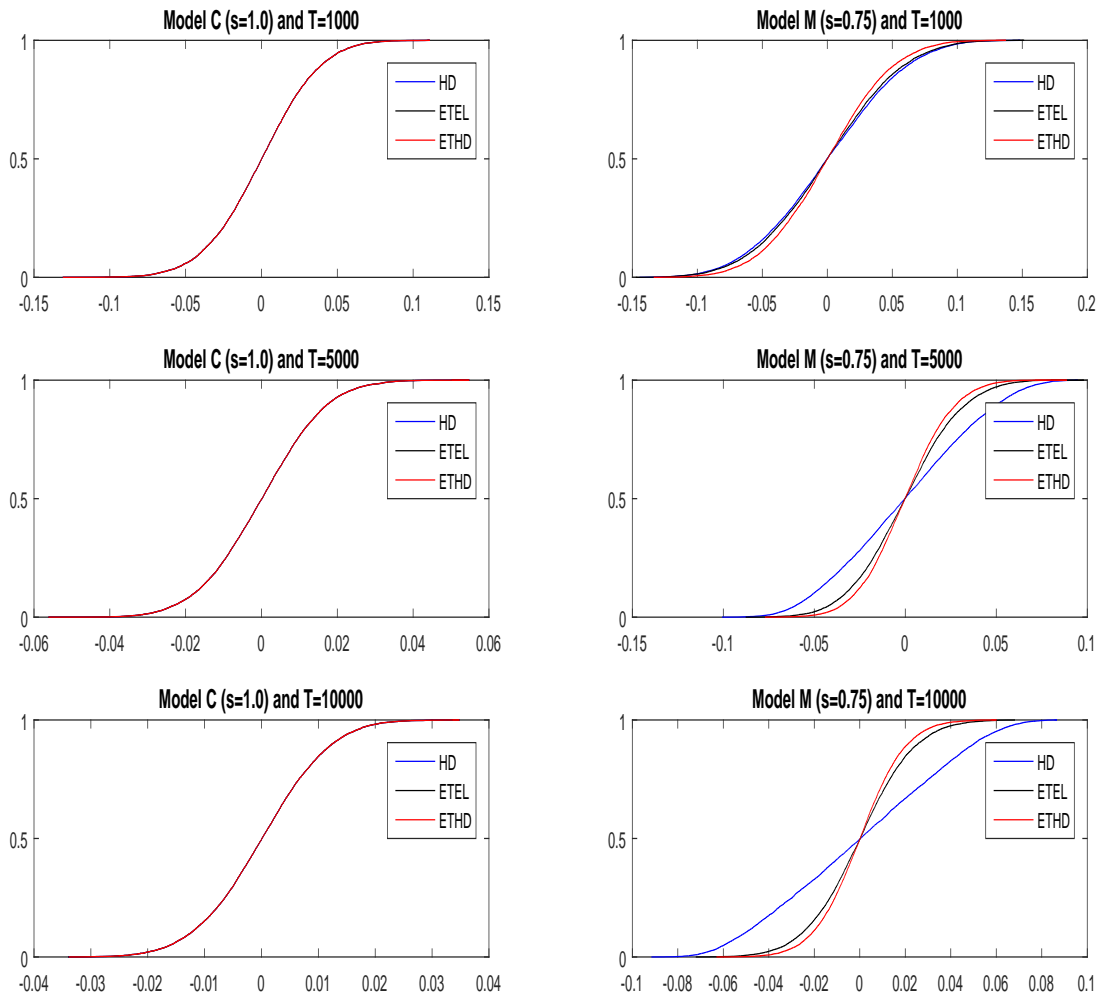 Model C (s=1.0) and T=1000
1
0.5
0
-0.15 -0.1 -0.05 0 0.05 0.1 0.15
HD
ETEL
ETHD
Model M (s=0.75) and T=1000
1
0.5
0
-0.15 -0.1 -0.05 0 0.05 0.1 0.15 0.2
HD
ETEL
ETHD
Model C (s=1.0) and T=5000
1
0.5
0
-0.06 -0.04 -0.02 0 0.02 0.04 0.06
HD
ETEL
ETHD
Model M (s=0.75) and T=5000
1
0.5
0
-0.15 -0.1 -0.05 0 0.05 0.1
HD
ETEL
ETHD
Model C (s=1.0) and T=10000
1
0.5
0
-0.04 -0.03 -0.02 -0.01 0 0.01 0.02 0.03 0.04
HD
ETEL
ETHD
Model M (s=0.75) and T=10000
1
0.5
0
-0.1 -0.08 -0.06 -0.04 -0.02 0 0.02 0.04 0.06 0.08 0.1
HD
ETEL
ETHD